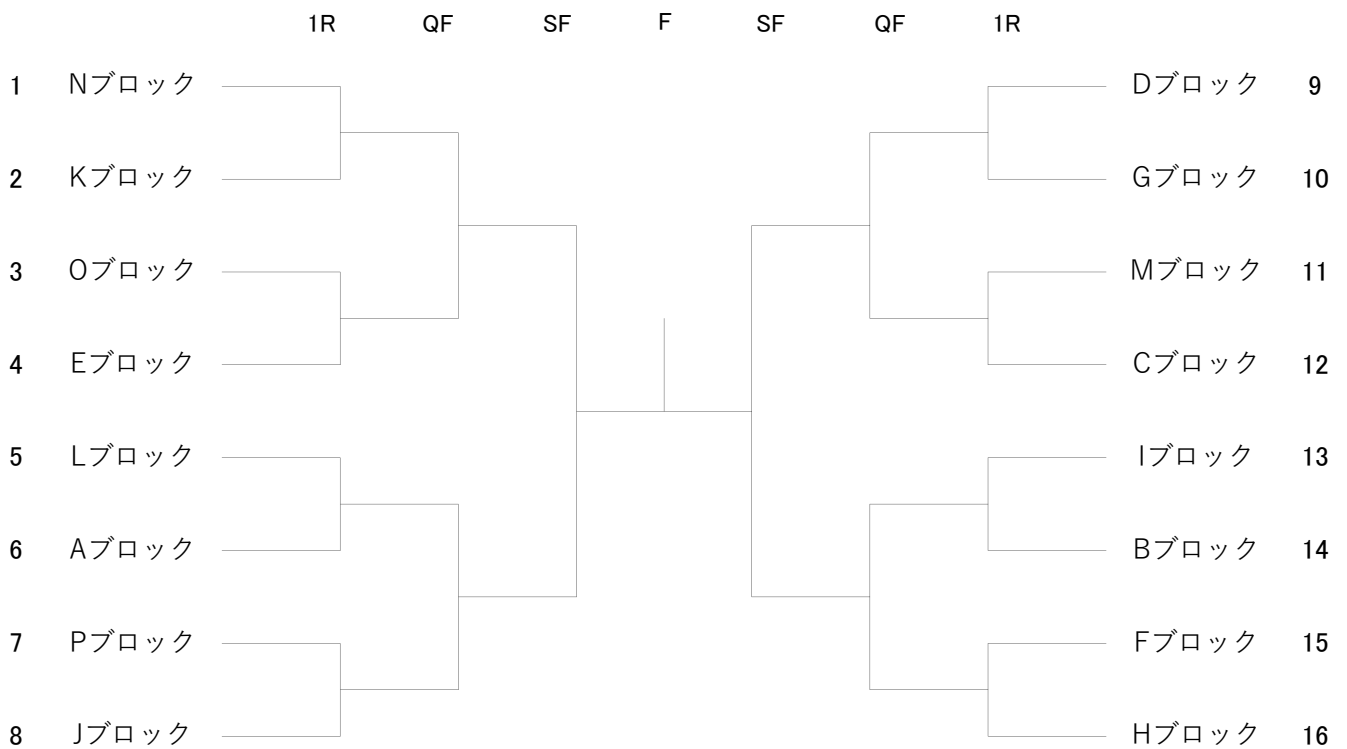 1R QF SF F SF QF 1R
1 Nブロック Dブロック 9
2 Kブロック Gブロック 10
3 Oブロック Mブロック 11
4 Eブロック Cブロック 12
5 Lブロック Iブロック 13
6 Aブロック Bブロック 14
7 Pブロック Fブロック 15
8 Jブロック Hブロック 16